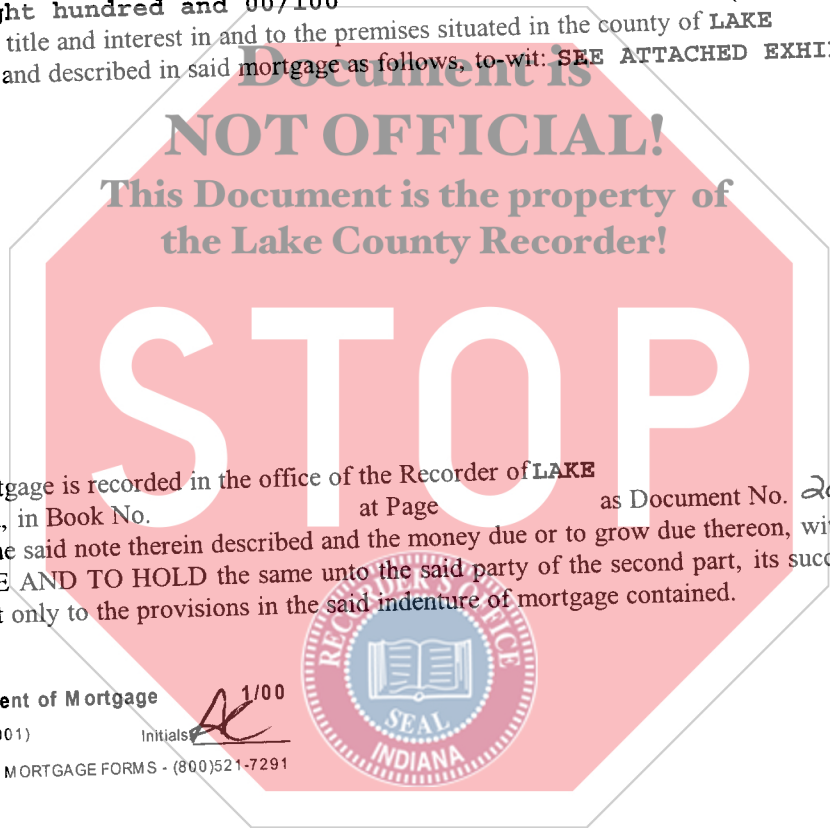 ght hundred and 00/100
title and interest in and to the premises situated in the county of LAKE
and described in said mortgage as follows, to-wit: SEE ATTACHED EXHI
Document is
NOT OFFICIAL!
This Document is the property of
the Lake County Recorder!
STOP
tgage is recorded in the office of the Recorder of LAKE
, in Book No. at Page as Document No. 20
e said note therein described and the money due or to grow due thereon, wi
E AND TO HOLD the same unto the said party of the second part, its succ
t only to the provisions in the said indenture of mortgage contained.
RECORDER'S OFFICE
SEAL
INDIANA
ent of Mortgage 1/00
001) Initials
MORTGAGE FORMS - (800)521-7291